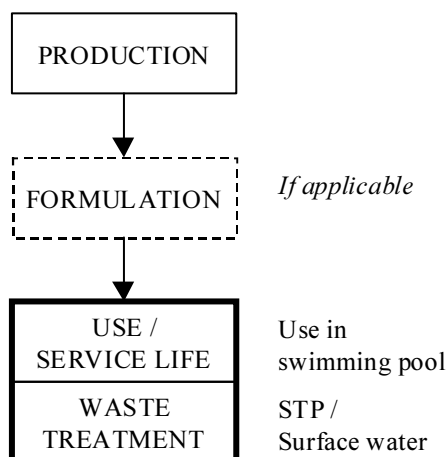 PRODUCTION
FORMULATION
If applicable
USE /
SERVICE LIFE
Use in
swimming pool
WASTE
TREATMENT
STP /
Surface water